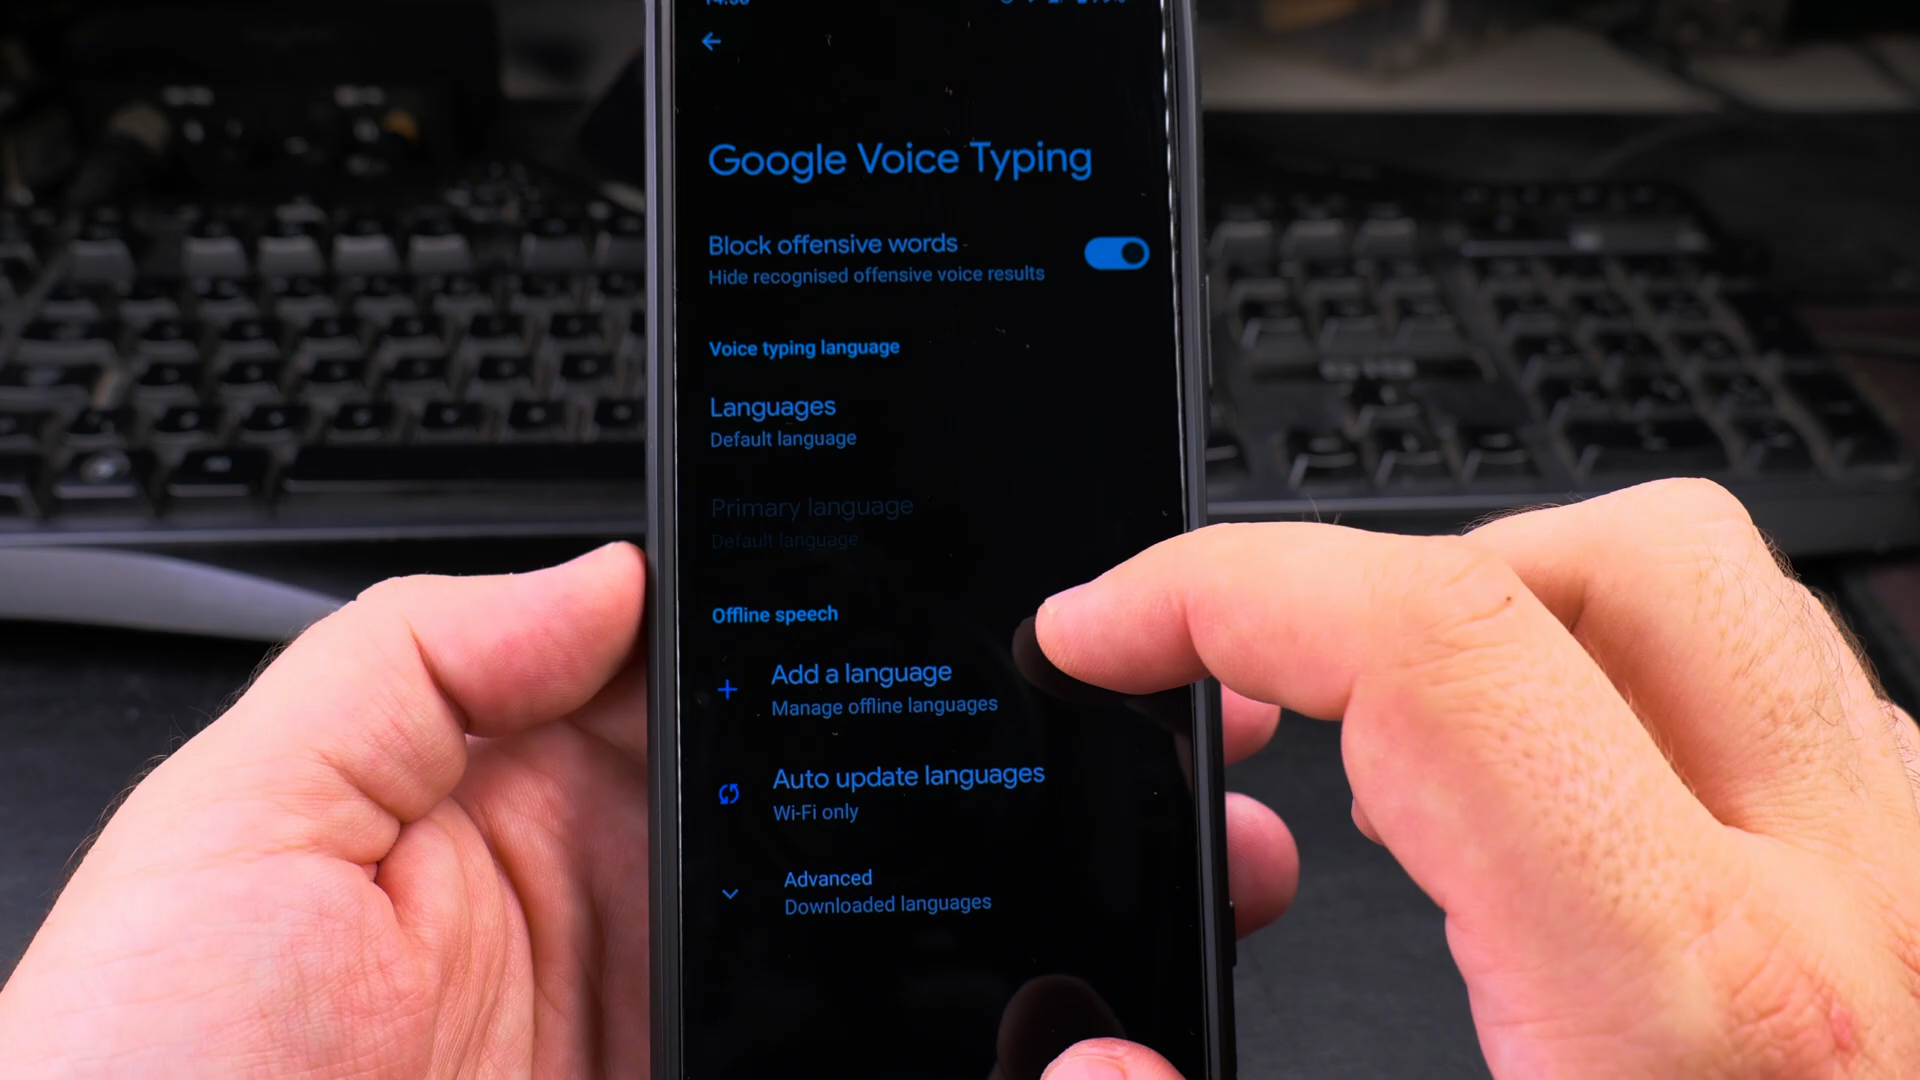 Google Voice Typing
Block offensive words
Hide recognised offensive voice results
Voice typing language
Languages
Default language
Primary language
Default language
Offline speech
Add a language
Manage offline languages
Auto update languages
Wi-Fi only
Advanced
Downloaded languages